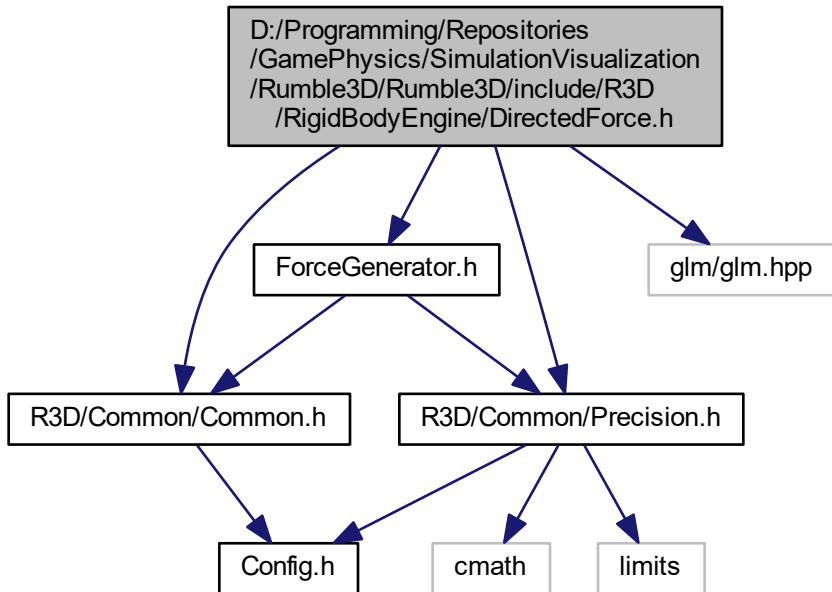 D:/Programming/Repositories
/GamePhysics/SimulationVisualization
/Rumble3D/Rumble3D/include/R3D
/RigidBodyEngine/DirectedForce.h
ForceGenerator.h
glm/glm.hpp
R3D/Common/Common.h
R3D/Common/Precision.h
Config.h
cmath
limits